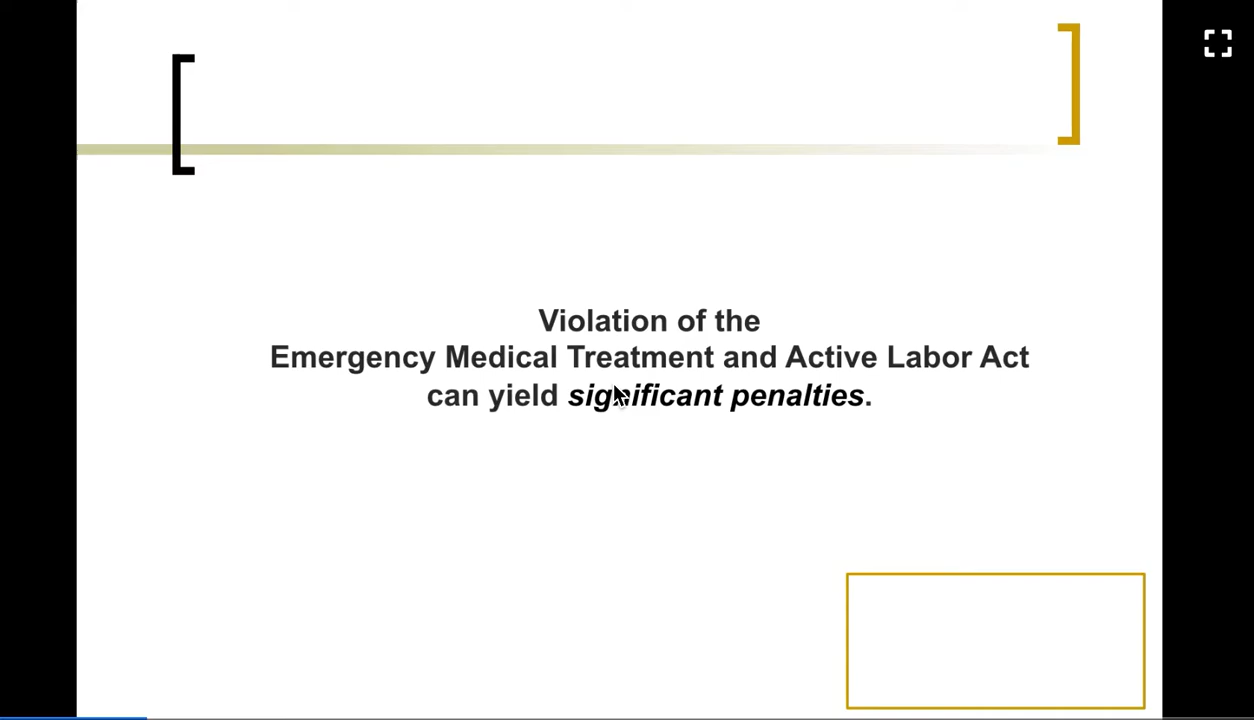 Violation of the
Emergency Medical Treatment and Active Labor Act
can yield significant penalties.